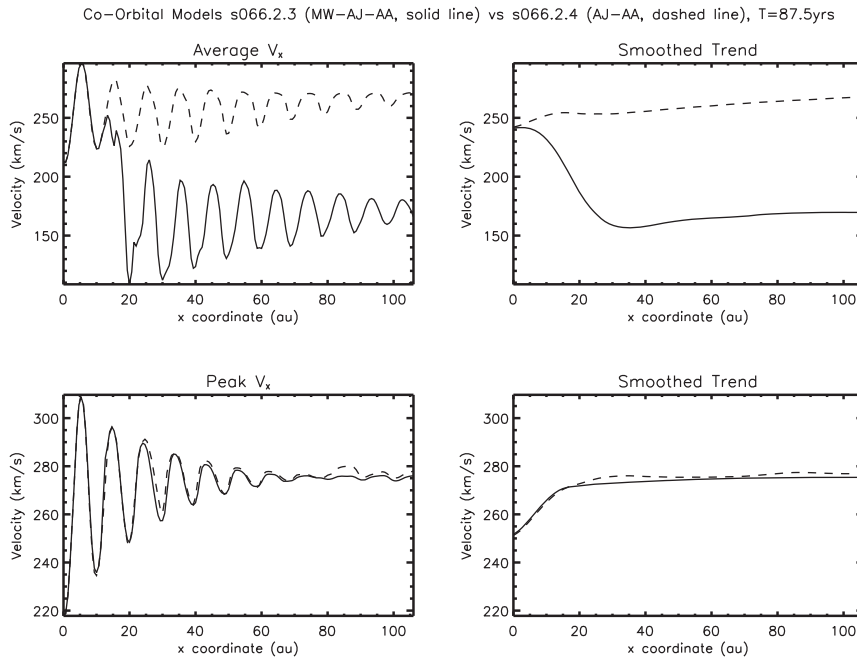 Co-Orbital Models s066.2.3 (MW-AJ-AA, solid line) vs s066.2.4 (AJ-AA, dashed line), T=87.5yrs
Average Vx
Velocity (km/s)
250
200
150
0 20 40 60 80 100
x coordinate (au)
Smoothed Trend
Velocity (km/s)
250
200
150
0 20 40 60 80 100
x coordinate (au)
Peak Vx
Velocity (km/s)
300
280
260
240
220
0 20 40 60 80 100
x coordinate (au)
Smoothed Trend
Velocity (km/s)
300
280
260
240
220
0 20 40 60 80 100
x coordinate (au)